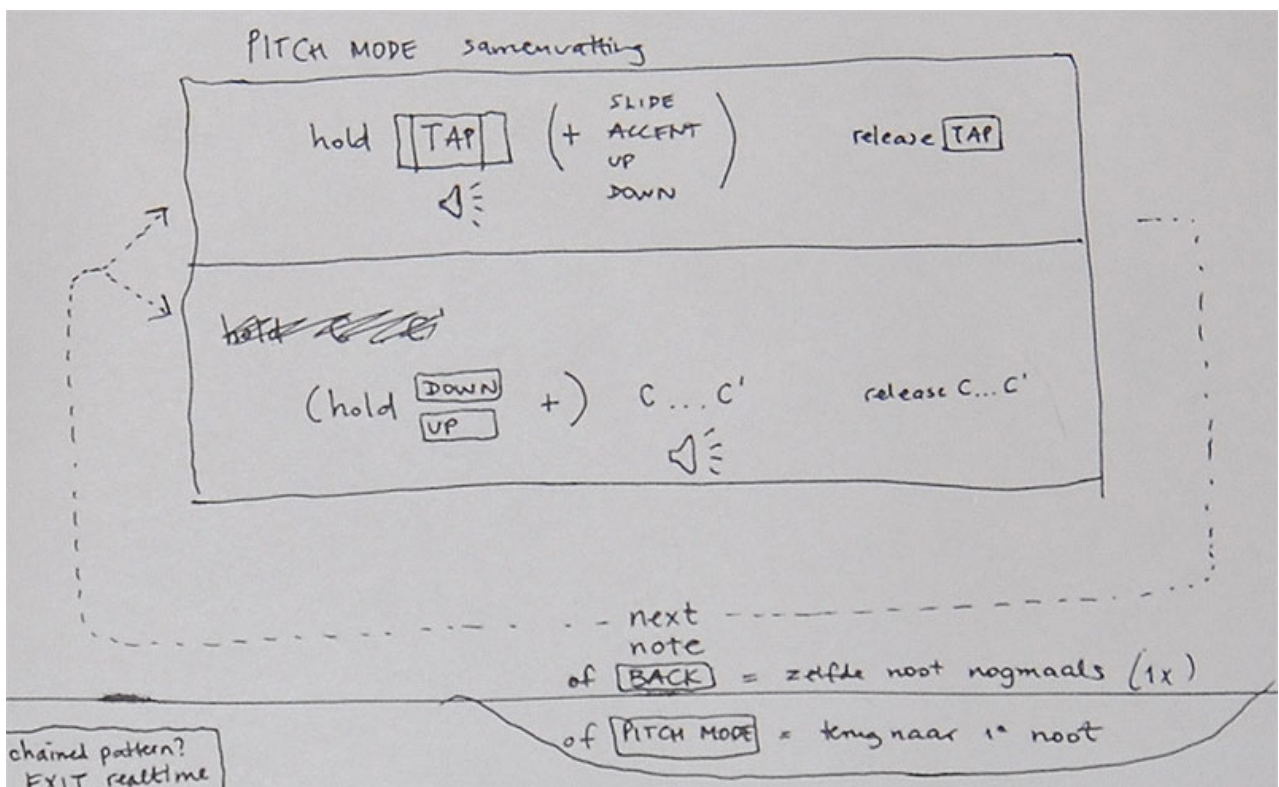 PITCH MODE samenvatting
hold TAP (+ SLIDE
ACCENT
UP
DOWN)
release TAP
(hold DOWN
UP +) C...C'
release C...C'
next
note
of BACK = zelfde noot nogmaals (1x)
of PITCH MODE = terug naar 1e noot
chained pattern?
EXIT realtime